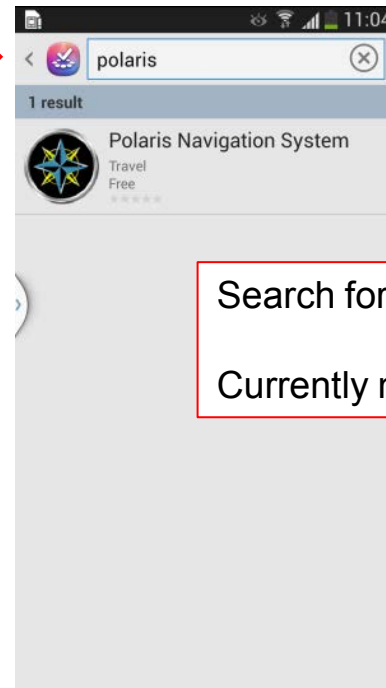 11:04
polaris
1 result
Polaris Navigation System
Travel
Free
Search for
Currently